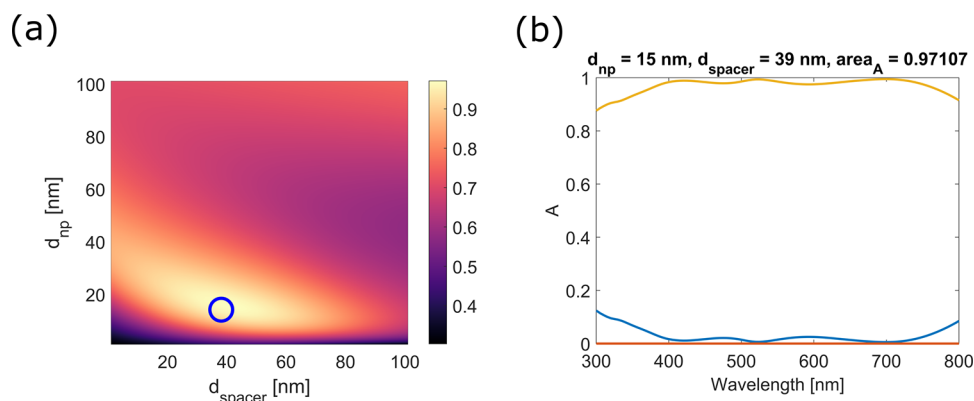 (a)
100
80
60
40
20
d_np [nm]
20 40 60 80 100
d_spacer [nm]
0.9
0.8
0.7
0.6
0.5
0.4
(b)
d_np = 15 nm, d_spacer = 39 nm, area_A = 0.97107
1
0.8
0.6
0.4
0.2
0
A
300 400 500 600 700 800
Wavelength [nm]